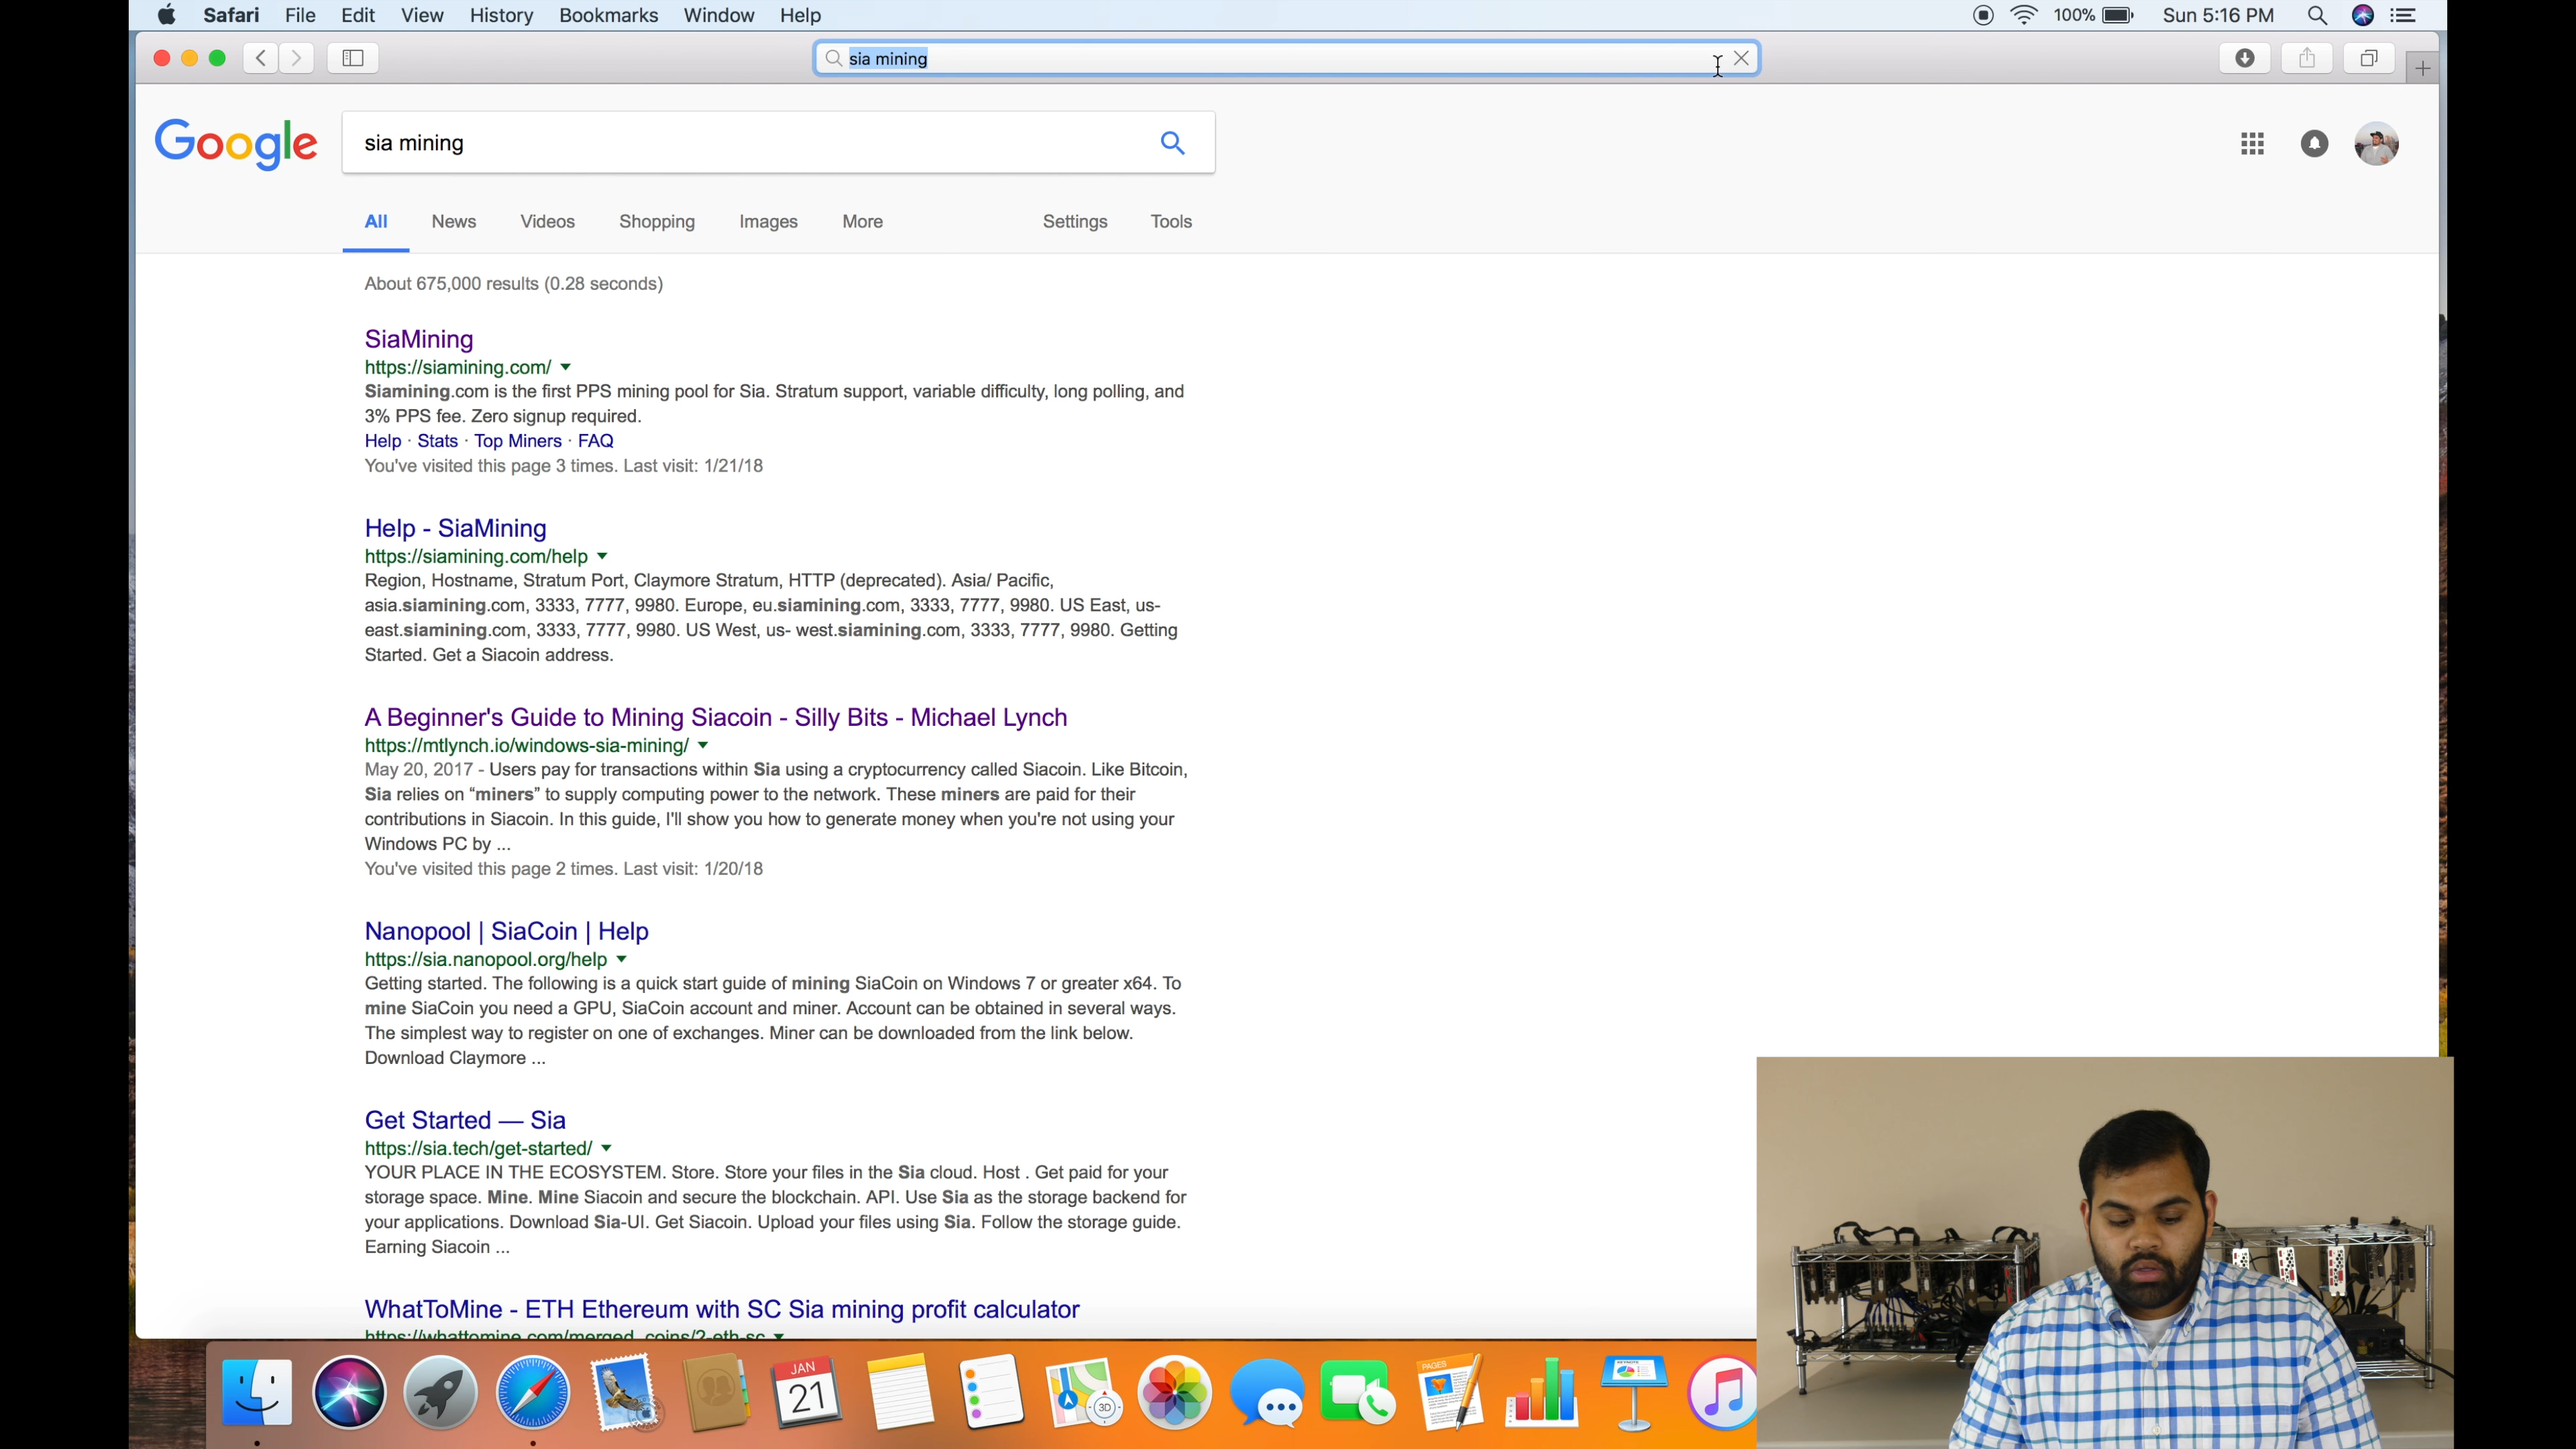 Safari File Edit View History Bookmarks Window Help
100% Sun 5:16 PM
sia mining
Google
sia mining
All News Videos Shopping Images More Settings Tools
About 675,000 results (0.28 seconds)
SiaMining
https://siamining.com/
Siamining.com is the first PPS mining pool for Sia. Stratum support, variable difficulty, long polling, and
3% PPS fee. Zero signup required.
Help · Stats · Top Miners · FAQ
You've visited this page 3 times. Last visit: 1/21/18
Help - SiaMining
https://siamining.com/help
Region, Hostname, Stratum Port, Claymore Stratum, HTTP (deprecated). Asia/ Pacific,
asia.siamining.com, 3333, 7777, 9980. Europe, eu.siamining.com, 3333, 7777, 9980. US East, us-
east.siamining.com, 3333, 7777, 9980. US West, us- west.siamining.com, 3333, 7777, 9980. Getting
Started. Get a Siacoin address.
A Beginner's Guide to Mining Siacoin - Silly Bits - Michael Lynch
https://mtlynch.io/windows-sia-mining/
May 20, 2017 - Users pay for transactions within Sia using a cryptocurrency called Siacoin. Like Bitcoin,
Sia relies on “miners” to supply computing power to the network. These miners are paid for their
contributions in Siacoin. In this guide, I'll show you how to generate money when you're not using your
Windows PC by ...
You've visited this page 2 times. Last visit: 1/20/18
Nanopool | SiaCoin | Help
https://sia.nanopool.org/help
Getting started. The following is a quick start guide of mining SiaCoin on Windows 7 or greater x64. To
mine SiaCoin you need a GPU, SiaCoin account and miner. Account can be obtained in several ways.
The simplest way to register on one of exchanges. Miner can be downloaded from the link below.
Download Claymore ...
Get Started — Sia
https://sia.tech/get-started/
YOUR PLACE IN THE ECOSYSTEM. Store. Store your files in the Sia cloud. Host . Get paid for your
storage space. Mine. Mine Siacoin and secure the blockchain. API. Use Sia as the storage backend for
your applications. Download Sia-UI. Get Siacoin. Upload your files using Sia. Follow the storage guide.
Earning Siacoin ...
WhatToMine - ETH Ethereum with SC Sia mining profit calculator
https://whattomine.com/merged_coins/2-eth-sc
JAN
21
3D
PAGES